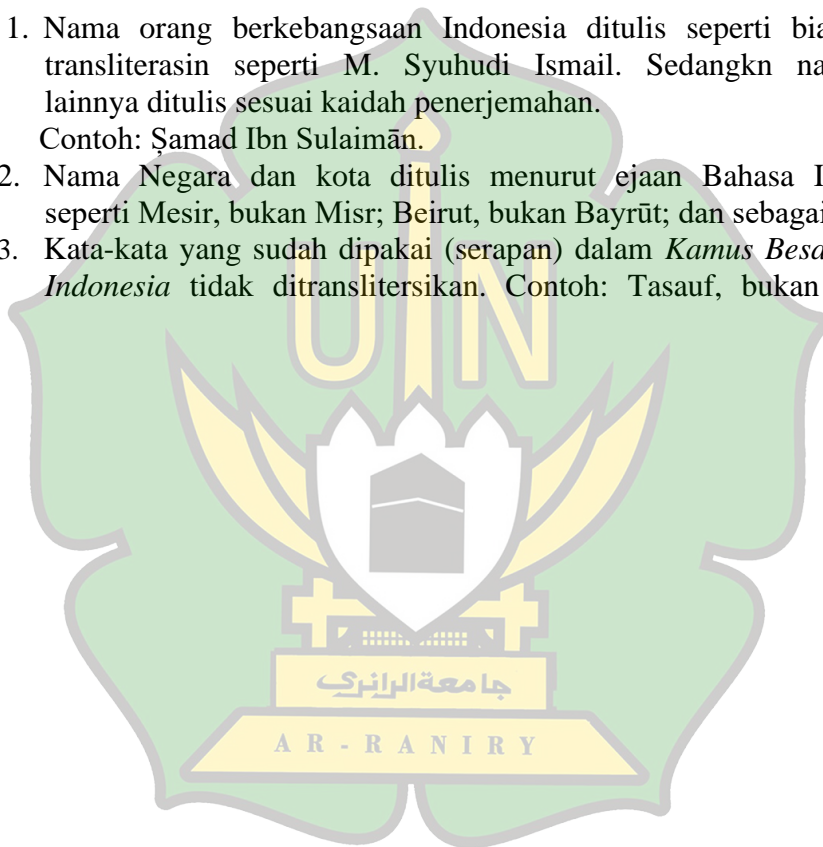 1. Nama orang berkebangsaan Indonesia ditulis seperti bia
transliterasin seperti M. Syuhudi Ismail. Sedangkn na
lainnya ditulis sesuai kaidah penerjemahan.
Contoh: Ṣamad Ibn Sulaimān.
2. Nama Negara dan kota ditulis menurut ejaan Bahasa I
seperti Mesir, bukan Misr; Beirut, bukan Bayrūt; dan sebagai
3. Kata-kata yang sudah dipakai (serapan) dalam Kamus Besa
Indonesia tidak ditranslitersikan. Contoh: Tasauf, bukan
UIN
جامعة الرانري
AR-RANIRY